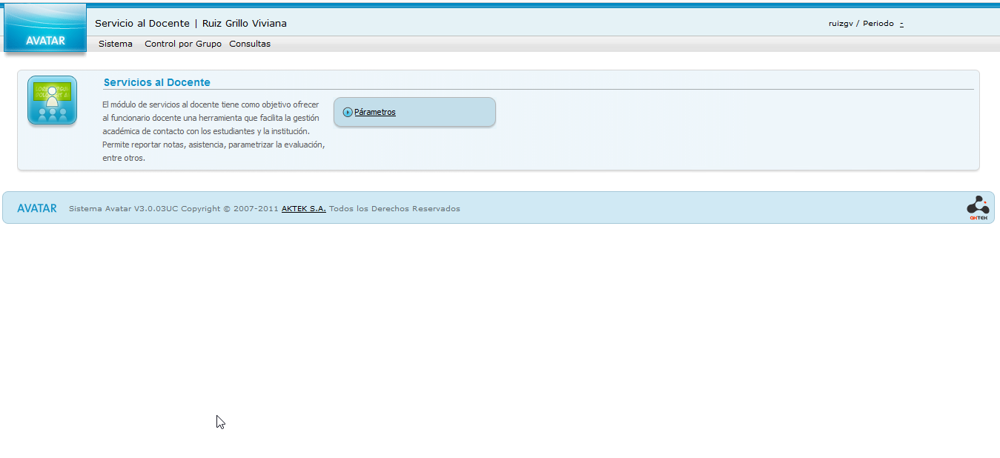 Servicio al Docente | Ruiz Grillo Viviana
ruizgv / Periodo -
AVATAR
Sistema Control por Grupo Consultas
Servicios al Docente
El módulo de servicios al docente tiene como objetivo ofrecer
al funcionario docente una herramienta que facilita la gestión
académica de contacto con los estudiantes y la institución.
Permite reportar notas, asistencia, parametrizar la evaluación,
entre otros.
Párametros
AVATAR Sistema Avatar V3.0.03UC Copyright © 2007-2011 AKTEK S.A. Todos los Derechos Reservados
AKTEK